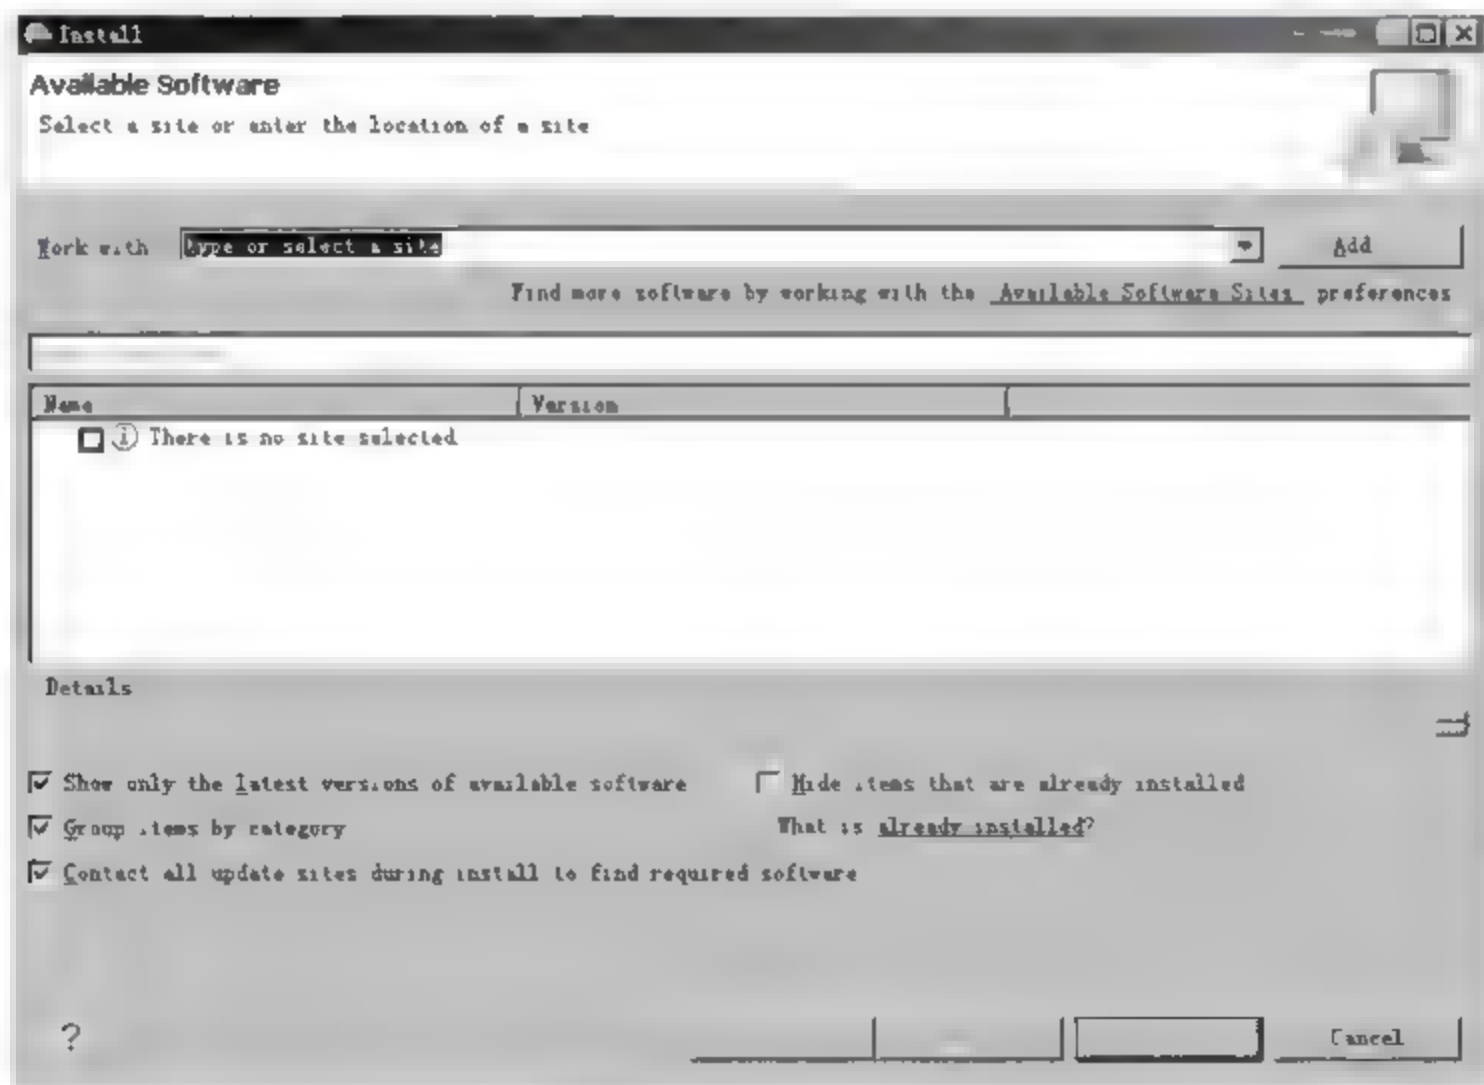 Install
Available Software
Select a site or enter the location of a site
Work with type or select a site Add
Find more software by working with the Available Software Sites preferences
Name Version
There is no site selected
Details
Show only the latest versions of available software Hide items that are already installed
Group items by category What is already installed?
Contact all update sites during install to find required software
? Cancel